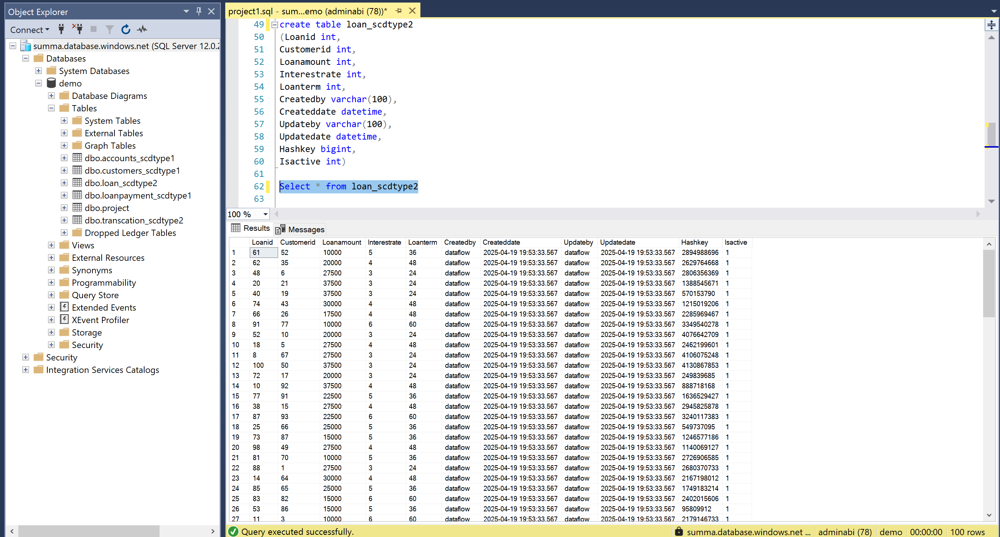 Object Explorer
Connect
summa.database.windows.net (SQL Server 12.0.2
Databases
System Databases
demo
Database Diagrams
Tables
System Tables
External Tables
Graph Tables
dbo.accounts_scdtype1
dbo.customers_scdtype1
dbo.loan_scdtype2
dbo.loanpayment_scdtype1
dbo.project
dbo.transcation_scdtype2
Dropped Ledger Tables
Views
External Resources
Synonyms
Programmability
Query Store
Extended Events
XEvent Profiler
Storage
Security
Security
Integration Services Catalogs
project1.sql - sum...emo (adminabi (78))*
49 create table loan_scdtype2
50 (Loanid int,
51 Customerid int,
52 Loanamount int,
53 Interestrate int,
54 Loanterm int,
55 Createdby varchar(100),
56 Createddate datetime,
57 Updateby varchar(100),
58 Updatedate datetime,
59 Hashkey bigint,
60 Isactive int)
61
62 Select * from loan_scdtype2
63
100 %
Results Messages
Loanid Customerid Loanamount Interestrate Loanterm Createdby Createddate Updateby Updatedate Hashkey Isactive
1 61 52 10000 5 36 dataflow 2025-04-19 19:53:33.567 dataflow 2025-04-19 19:53:33.567 2894988696 1
2 62 35 20000 4 48 dataflow 2025-04-19 19:53:33.567 dataflow 2025-04-19 19:53:33.567 2629764668 1
3 48 6 27500 3 24 dataflow 2025-04-19 19:53:33.567 dataflow 2025-04-19 19:53:33.567 2806356369 1
4 20 21 37500 3 24 dataflow 2025-04-19 19:53:33.567 dataflow 2025-04-19 19:53:33.567 1388545671 1
5 40 19 37500 3 24 dataflow 2025-04-19 19:53:33.567 dataflow 2025-04-19 19:53:33.567 570153790 1
6 74 43 30000 4 48 dataflow 2025-04-19 19:53:33.567 dataflow 2025-04-19 19:53:33.567 1215019206 1
7 66 26 17500 4 48 dataflow 2025-04-19 19:53:33.567 dataflow 2025-04-19 19:53:33.567 2285969467 1
8 91 77 10000 6 60 dataflow 2025-04-19 19:53:33.567 dataflow 2025-04-19 19:53:33.567 3349540278 1
9 52 10 20000 3 24 dataflow 2025-04-19 19:53:33.567 dataflow 2025-04-19 19:53:33.567 4076642709 1
10 18 5 27500 4 48 dataflow 2025-04-19 19:53:33.567 dataflow 2025-04-19 19:53:33.567 2462199601 1
11 8 67 27500 3 24 dataflow 2025-04-19 19:53:33.567 dataflow 2025-04-19 19:53:33.567 4106075248 1
12 100 50 37500 3 24 dataflow 2025-04-19 19:53:33.567 dataflow 2025-04-19 19:53:33.567 4130867853 1
13 72 17 20000 3 24 dataflow 2025-04-19 19:53:33.567 dataflow 2025-04-19 19:53:33.567 249839685 1
14 10 92 37500 4 48 dataflow 2025-04-19 19:53:33.567 dataflow 2025-04-19 19:53:33.567 888718168 1
15 77 91 22500 5 36 dataflow 2025-04-19 19:53:33.567 dataflow 2025-04-19 19:53:33.567 1636529427 1
16 38 15 27500 4 48 dataflow 2025-04-19 19:53:33.567 dataflow 2025-04-19 19:53:33.567 2945825878 1
17 87 93 22500 6 60 dataflow 2025-04-19 19:53:33.567 dataflow 2025-04-19 19:53:33.567 3240117383 1
18 25 66 25000 5 36 dataflow 2025-04-19 19:53:33.567 dataflow 2025-04-19 19:53:33.567 549737095 1
19 73 87 15000 5 36 dataflow 2025-04-19 19:53:33.567 dataflow 2025-04-19 19:53:33.567 1246577186 1
20 98 49 27500 4 48 dataflow 2025-04-19 19:53:33.567 dataflow 2025-04-19 19:53:33.567 1140069127 1
21 81 70 10000 5 36 dataflow 2025-04-19 19:53:33.567 dataflow 2025-04-19 19:53:33.567 2726906585 1
22 88 1 27500 3 24 dataflow 2025-04-19 19:53:33.567 dataflow 2025-04-19 19:53:33.567 2680370733 1
23 14 64 30000 4 48 dataflow 2025-04-19 19:53:33.567 dataflow 2025-04-19 19:53:33.567 2167198012 1
24 85 65 25000 5 36 dataflow 2025-04-19 19:53:33.567 dataflow 2025-04-19 19:53:33.567 1749183214 1
25 83 82 15000 6 60 dataflow 2025-04-19 19:53:33.567 dataflow 2025-04-19 19:53:33.567 2402015606 1
26 53 86 15000 5 36 dataflow 2025-04-19 19:53:33.567 dataflow 2025-04-19 19:53:33.567 95809912 1
27 11 3 10000 6 60 dataflow 2025-04-19 19:53:33.567 dataflow 2025-04-19 19:53:33.567 2179146733 1
Query executed successfully. summa.database.windows.net ... adminabi (78) demo 00:00:00 100 rows